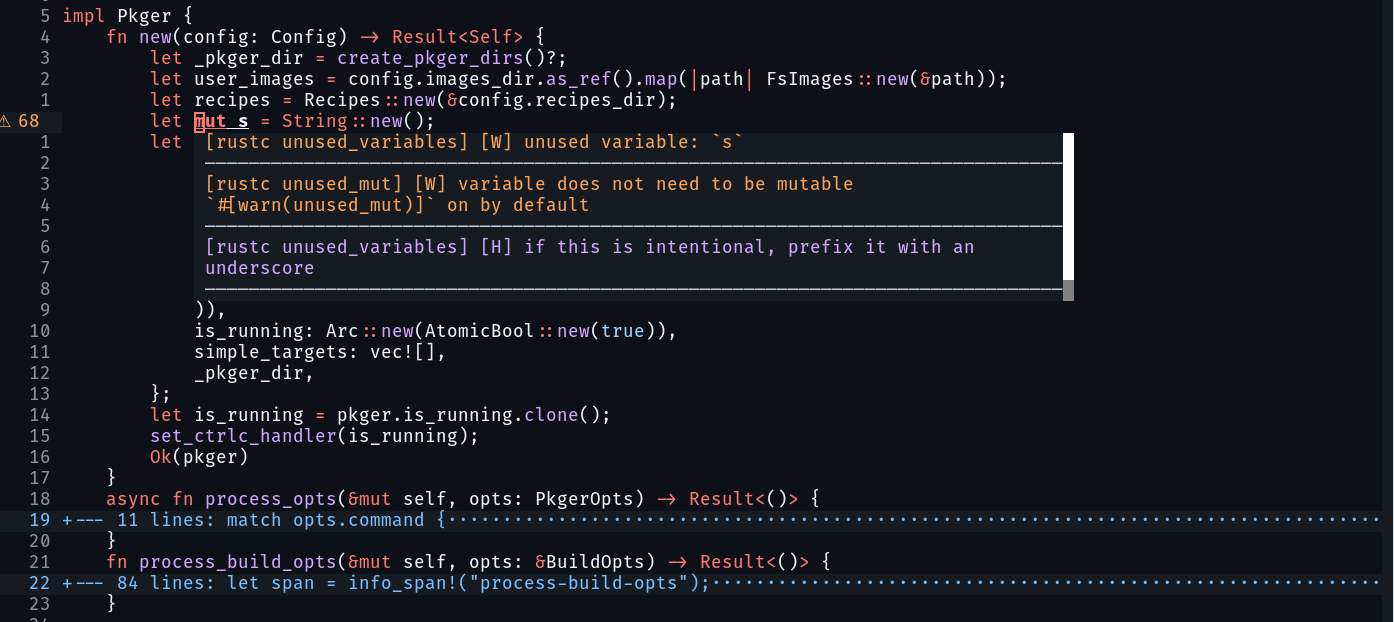 5 impl Pkger {
4     fn new(config: Config) -> Result<Self> {
3         let _pkger_dir = create_pkger_dirs()?;
2         let user_images = config.images_dir.as_ref().map(|path| FsImages::new(&path));
1         let recipes = Recipes::new(&config.recipes_dir);
⚠ 68         let mut s = String::new();
1         let
[rustc unused_variables] [W] unused variable: `s`
2
[rustc unused_mut] [W] variable does not need to be mutable
3
`#[warn(unused_mut)]` on by default
4
5
[rustc unused_variables] [H] if this is intentional, prefix it with an
6
underscore
7
8
9             )),
10             is_running: Arc::new(AtomicBool::new(true)),
11             simple_targets: vec![],
12             _pkger_dir,
13         };
14         let is_running = pkger.is_running.clone();
15         set_ctrlc_handler(is_running);
16         Ok(pkger)
17     }
18     async fn process_opts(&mut self, opts: PkgerOpts) -> Result<()> {
19 +--- 11 lines: match opts.command {····························································
20     }
21     fn process_build_opts(&mut self, opts: &BuildOpts) -> Result<()> {
22 +--- 84 lines: let span = info_span!("process-build-opts");····························································
23     }